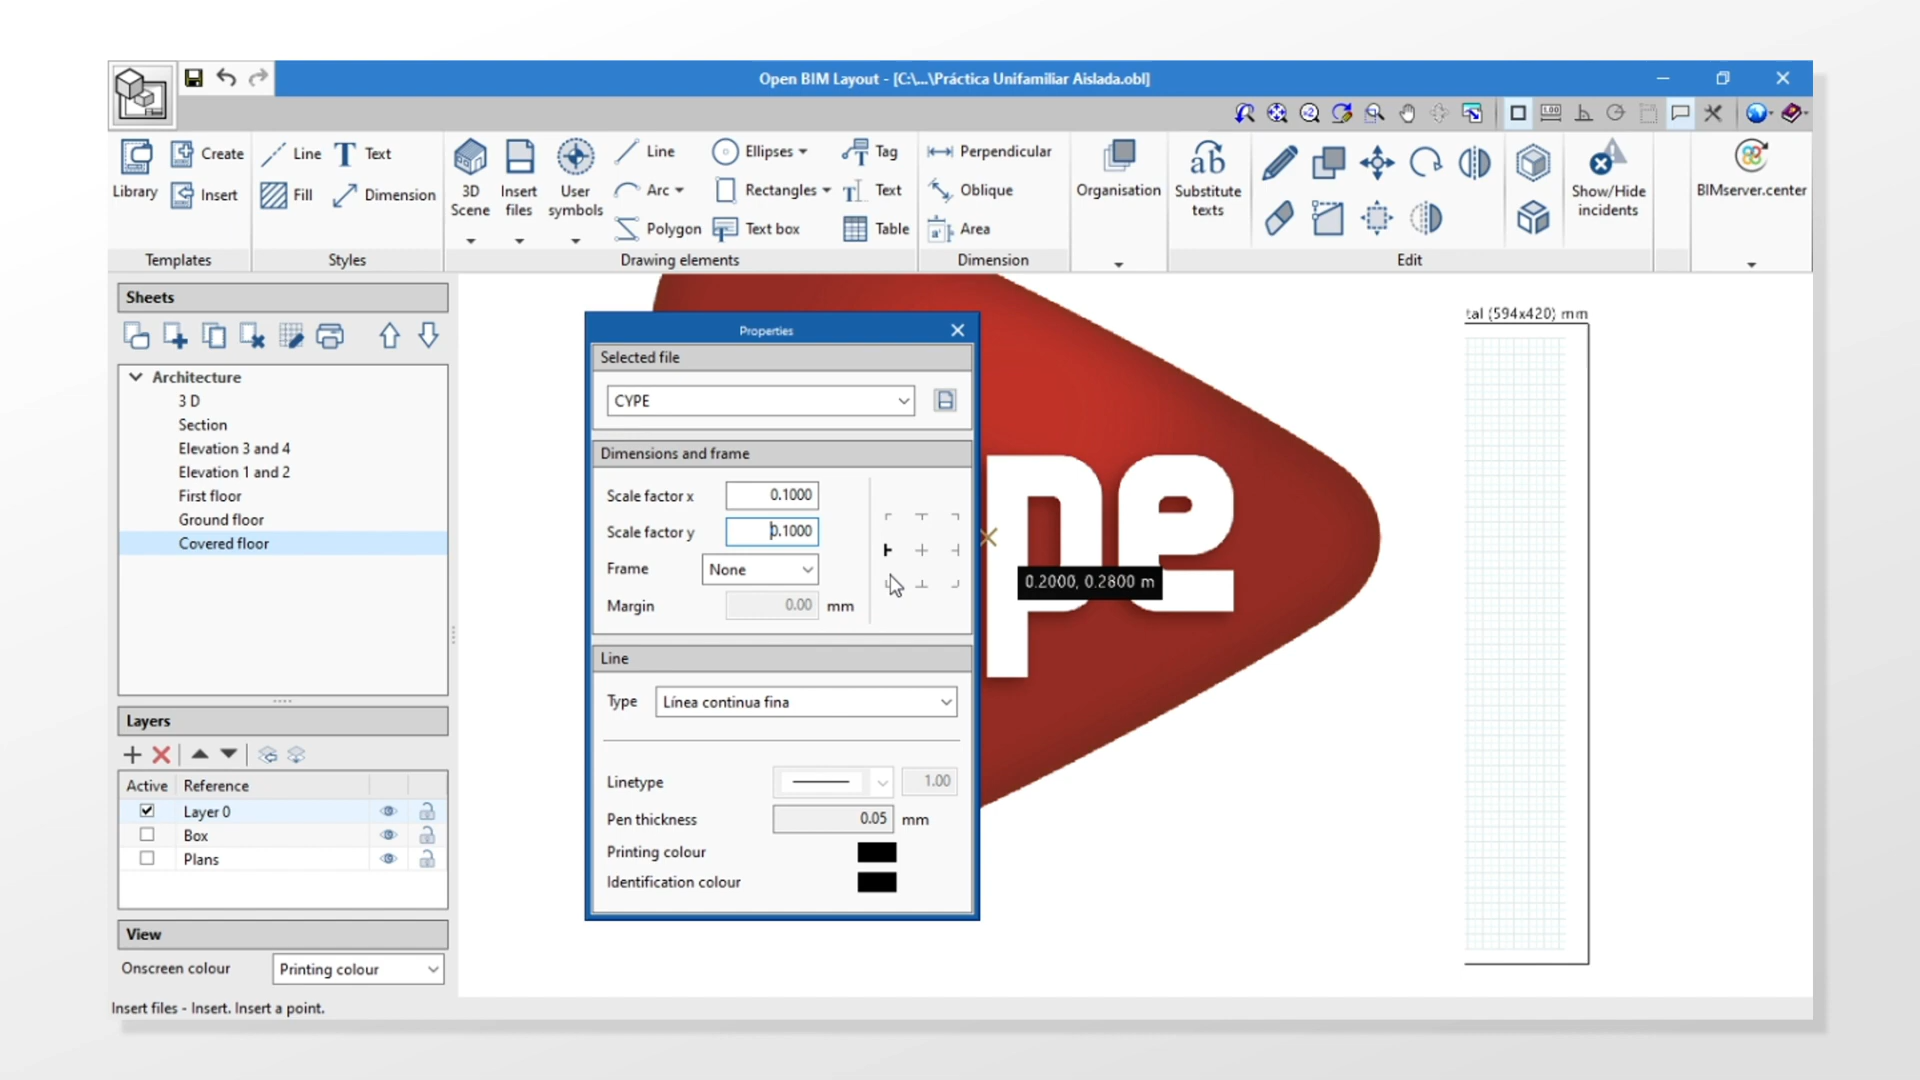 Open BIM Layout - [C:\...\Práctica Unifamiliar Aislada.obl]
Library
Create
Insert
Templates
Line
Text
Fill
Dimension
Styles
3D Scene
Insert files
User symbols
Line
Ellipses
Tag
Arc
Rectangles
Text
Polygon
Text box
Table
Drawing elements
Perpendicular
Oblique
Area
Dimension
Organisation
Substitute texts
Edit
Show/Hide incidents
BIMserver.center
Sheets
Architecture
3 D
Section
Elevation 3 and 4
Elevation 1 and 2
First floor
Ground floor
Covered floor
Layers
Active Reference
Layer 0
Box
Plans
View
Onscreen colour Printing colour
Insert files - Insert. Insert a point.
Properties
Selected file
CYPE
Dimensions and frame
Scale factor x 0.1000
Scale factor y 0.1000
Frame None
Margin 0.00 mm
Line
Type Línea continua fina
Linetype 1.00
Pen thickness 0.05 mm
Printing colour
Identification colour
pe
0.2000, 0.2800 m
tal (594x420) mm